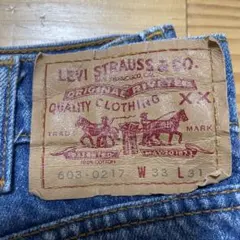 LEVI STRAUSS & CO.
ORIGINAL RIVETED
QUALITY CLOTHING XX
TRADE MARK
603-0217 W 33 L 31